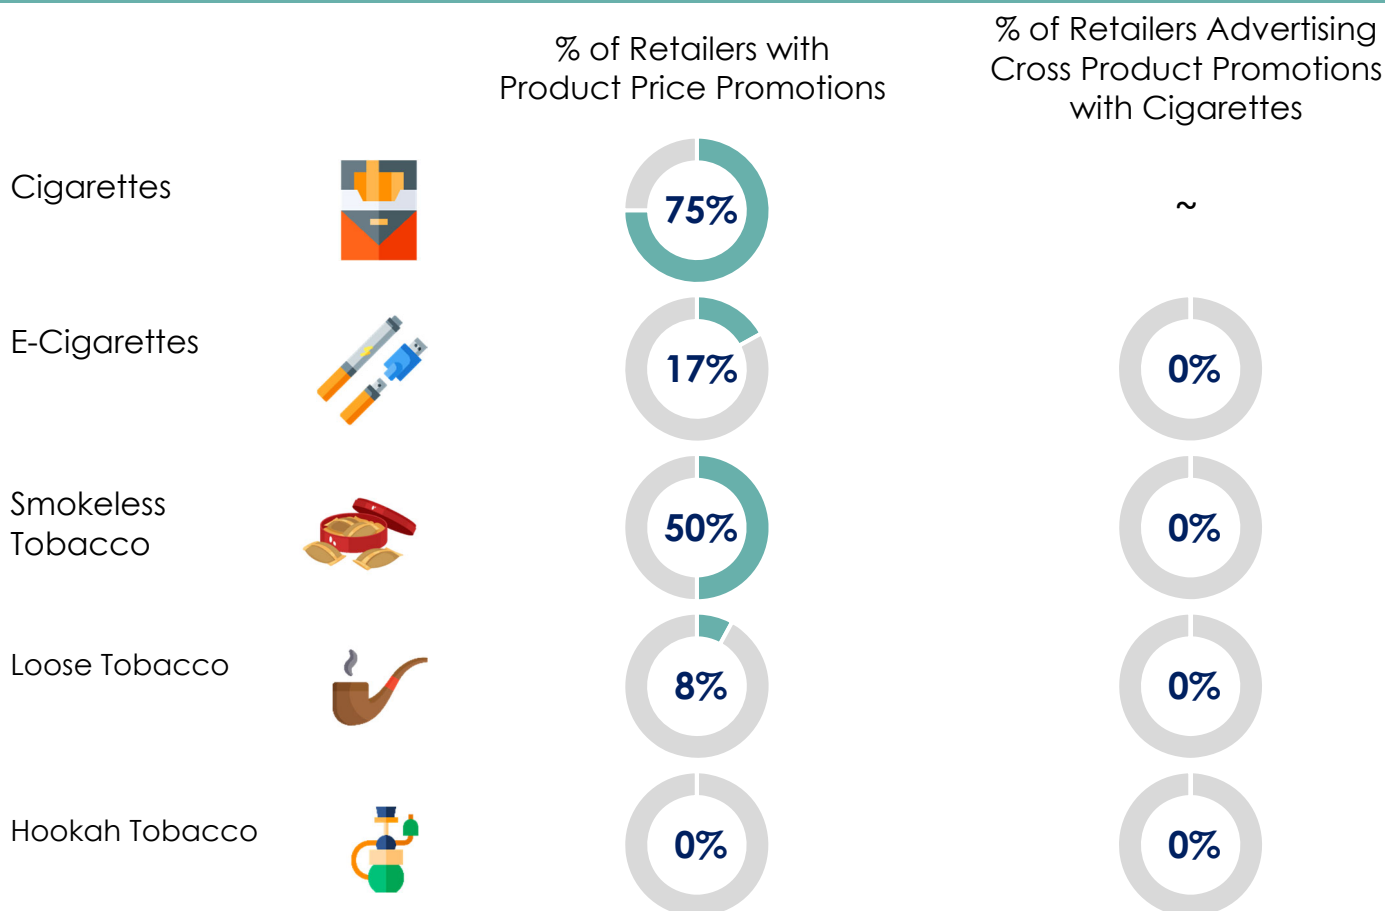 % of Retailers with
Product Price Promotions
% of Retailers Advertising
Cross Product Promotions
with Cigarettes
Cigarettes
75%
~
E-Cigarettes
17%
0%
Smokeless
Tobacco
50%
0%
Loose Tobacco
8%
0%
Hookah Tobacco
0%
0%